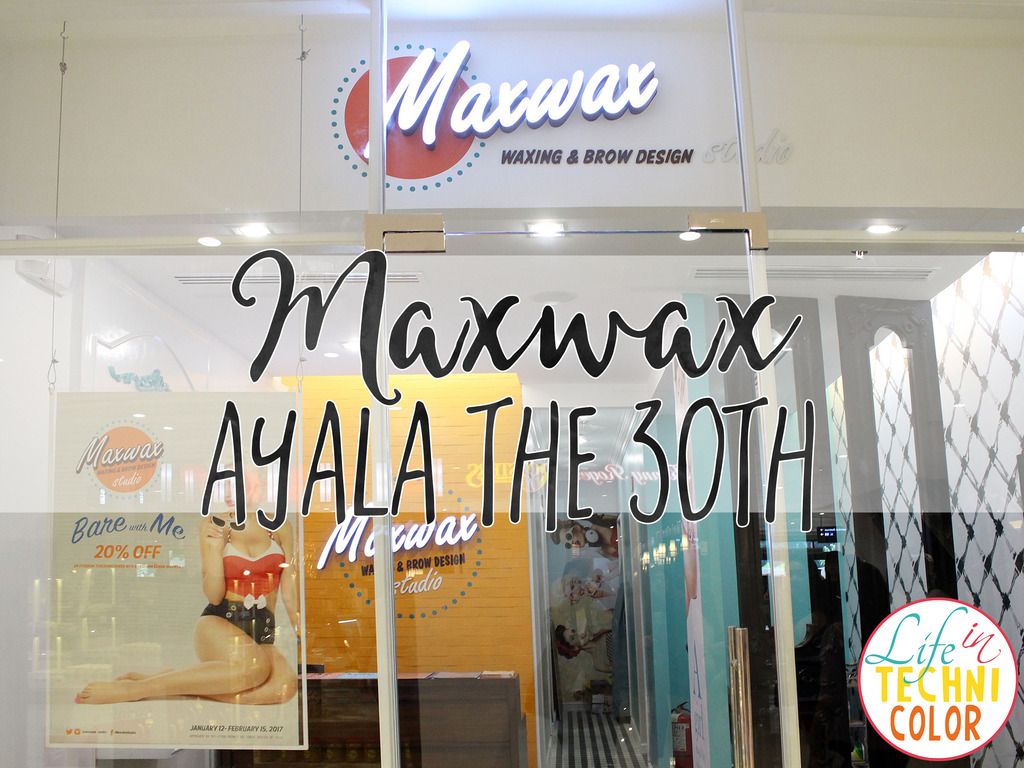 Maxwax
WAXING & BROW DESIGN studio
Maxwax
AYALA THE 30TH
Maxwax
WAXING & BROW DESIGN
studio
Bare with Me
20% OFF
JANUARY 12-FEBRUARY 15, 2017
Maxwax
WAXING & BROW DESIGN
studio
Life in
TECHNI
COLOR